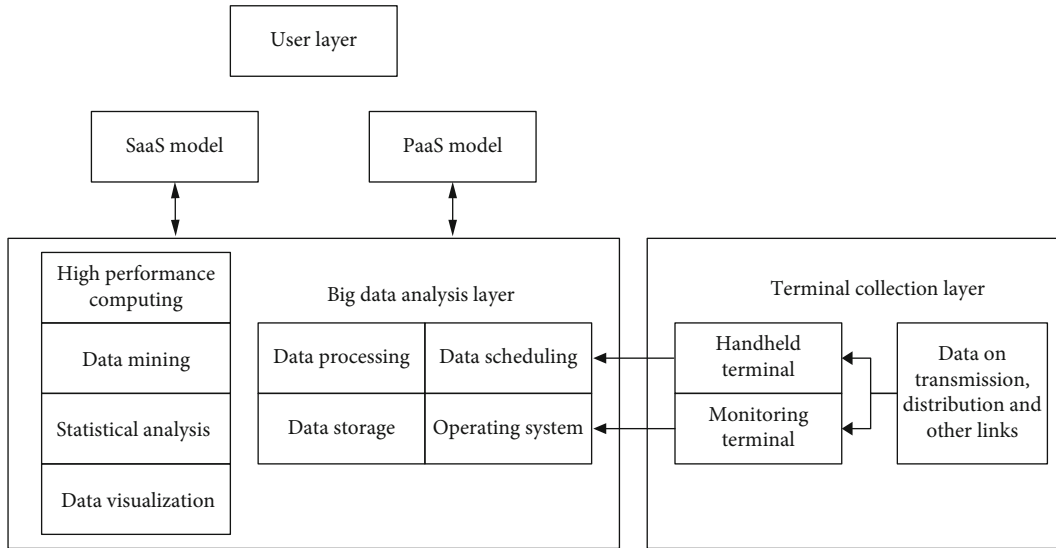 User layer
SaaS model
PaaS model
High performance
computing
Data mining
Statistical analysis
Data visualization
Big data analysis layer
Data processing
Data scheduling
Data storage
Operating system
Terminal collection layer
Handheld
terminal
Monitoring
terminal
Data on
transmission,
distribution and
other links